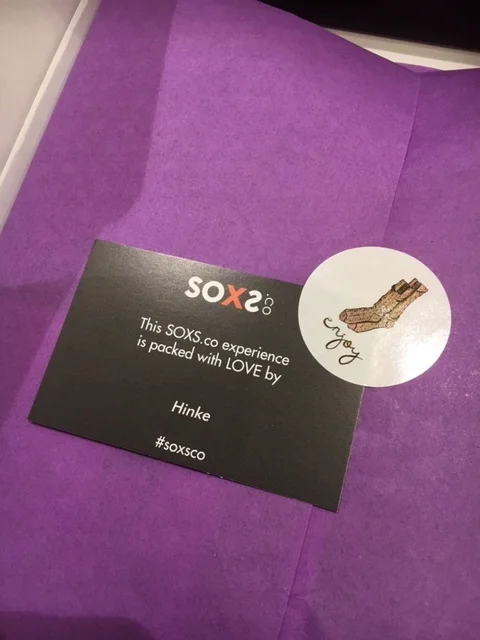 SOXS.co
This SOXS.co experience
is packed with LOVE by
Hinke
#soxsco
enjoy